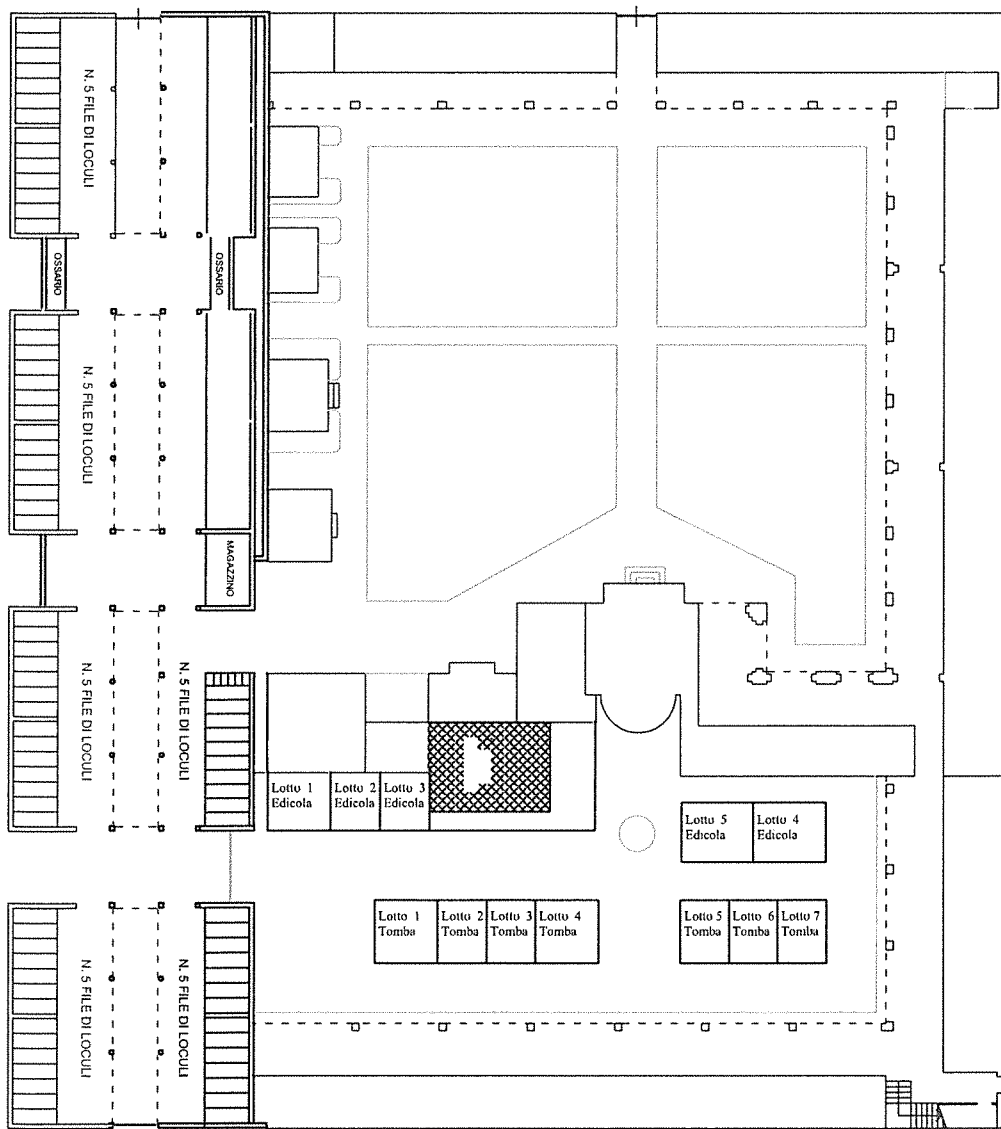 N. 5 FILE DI LOCULI
OSSARIO
OSSARIO
N. 5 FILE DI LOCULI
MAGAZZINO
N. 5 FILE DI LOCULI
N. 5 FILE DI LOCULI
Lotto 1
Edicola
Lotto 2
Edicola
Lotto 3
Edicola
Lotto 5
Edicola
Lotto 4
Edicola
N. 5 FILE DI LOCULI
N. 5 FILE DI LOCULI
Lotto 1
Tomba
Lotto 2
Tomba
Lotto 3
Tomba
Lotto 4
Tomba
Lotto 5
Tomba
Lotto 6
Tomba
Lotto 7
Tomba